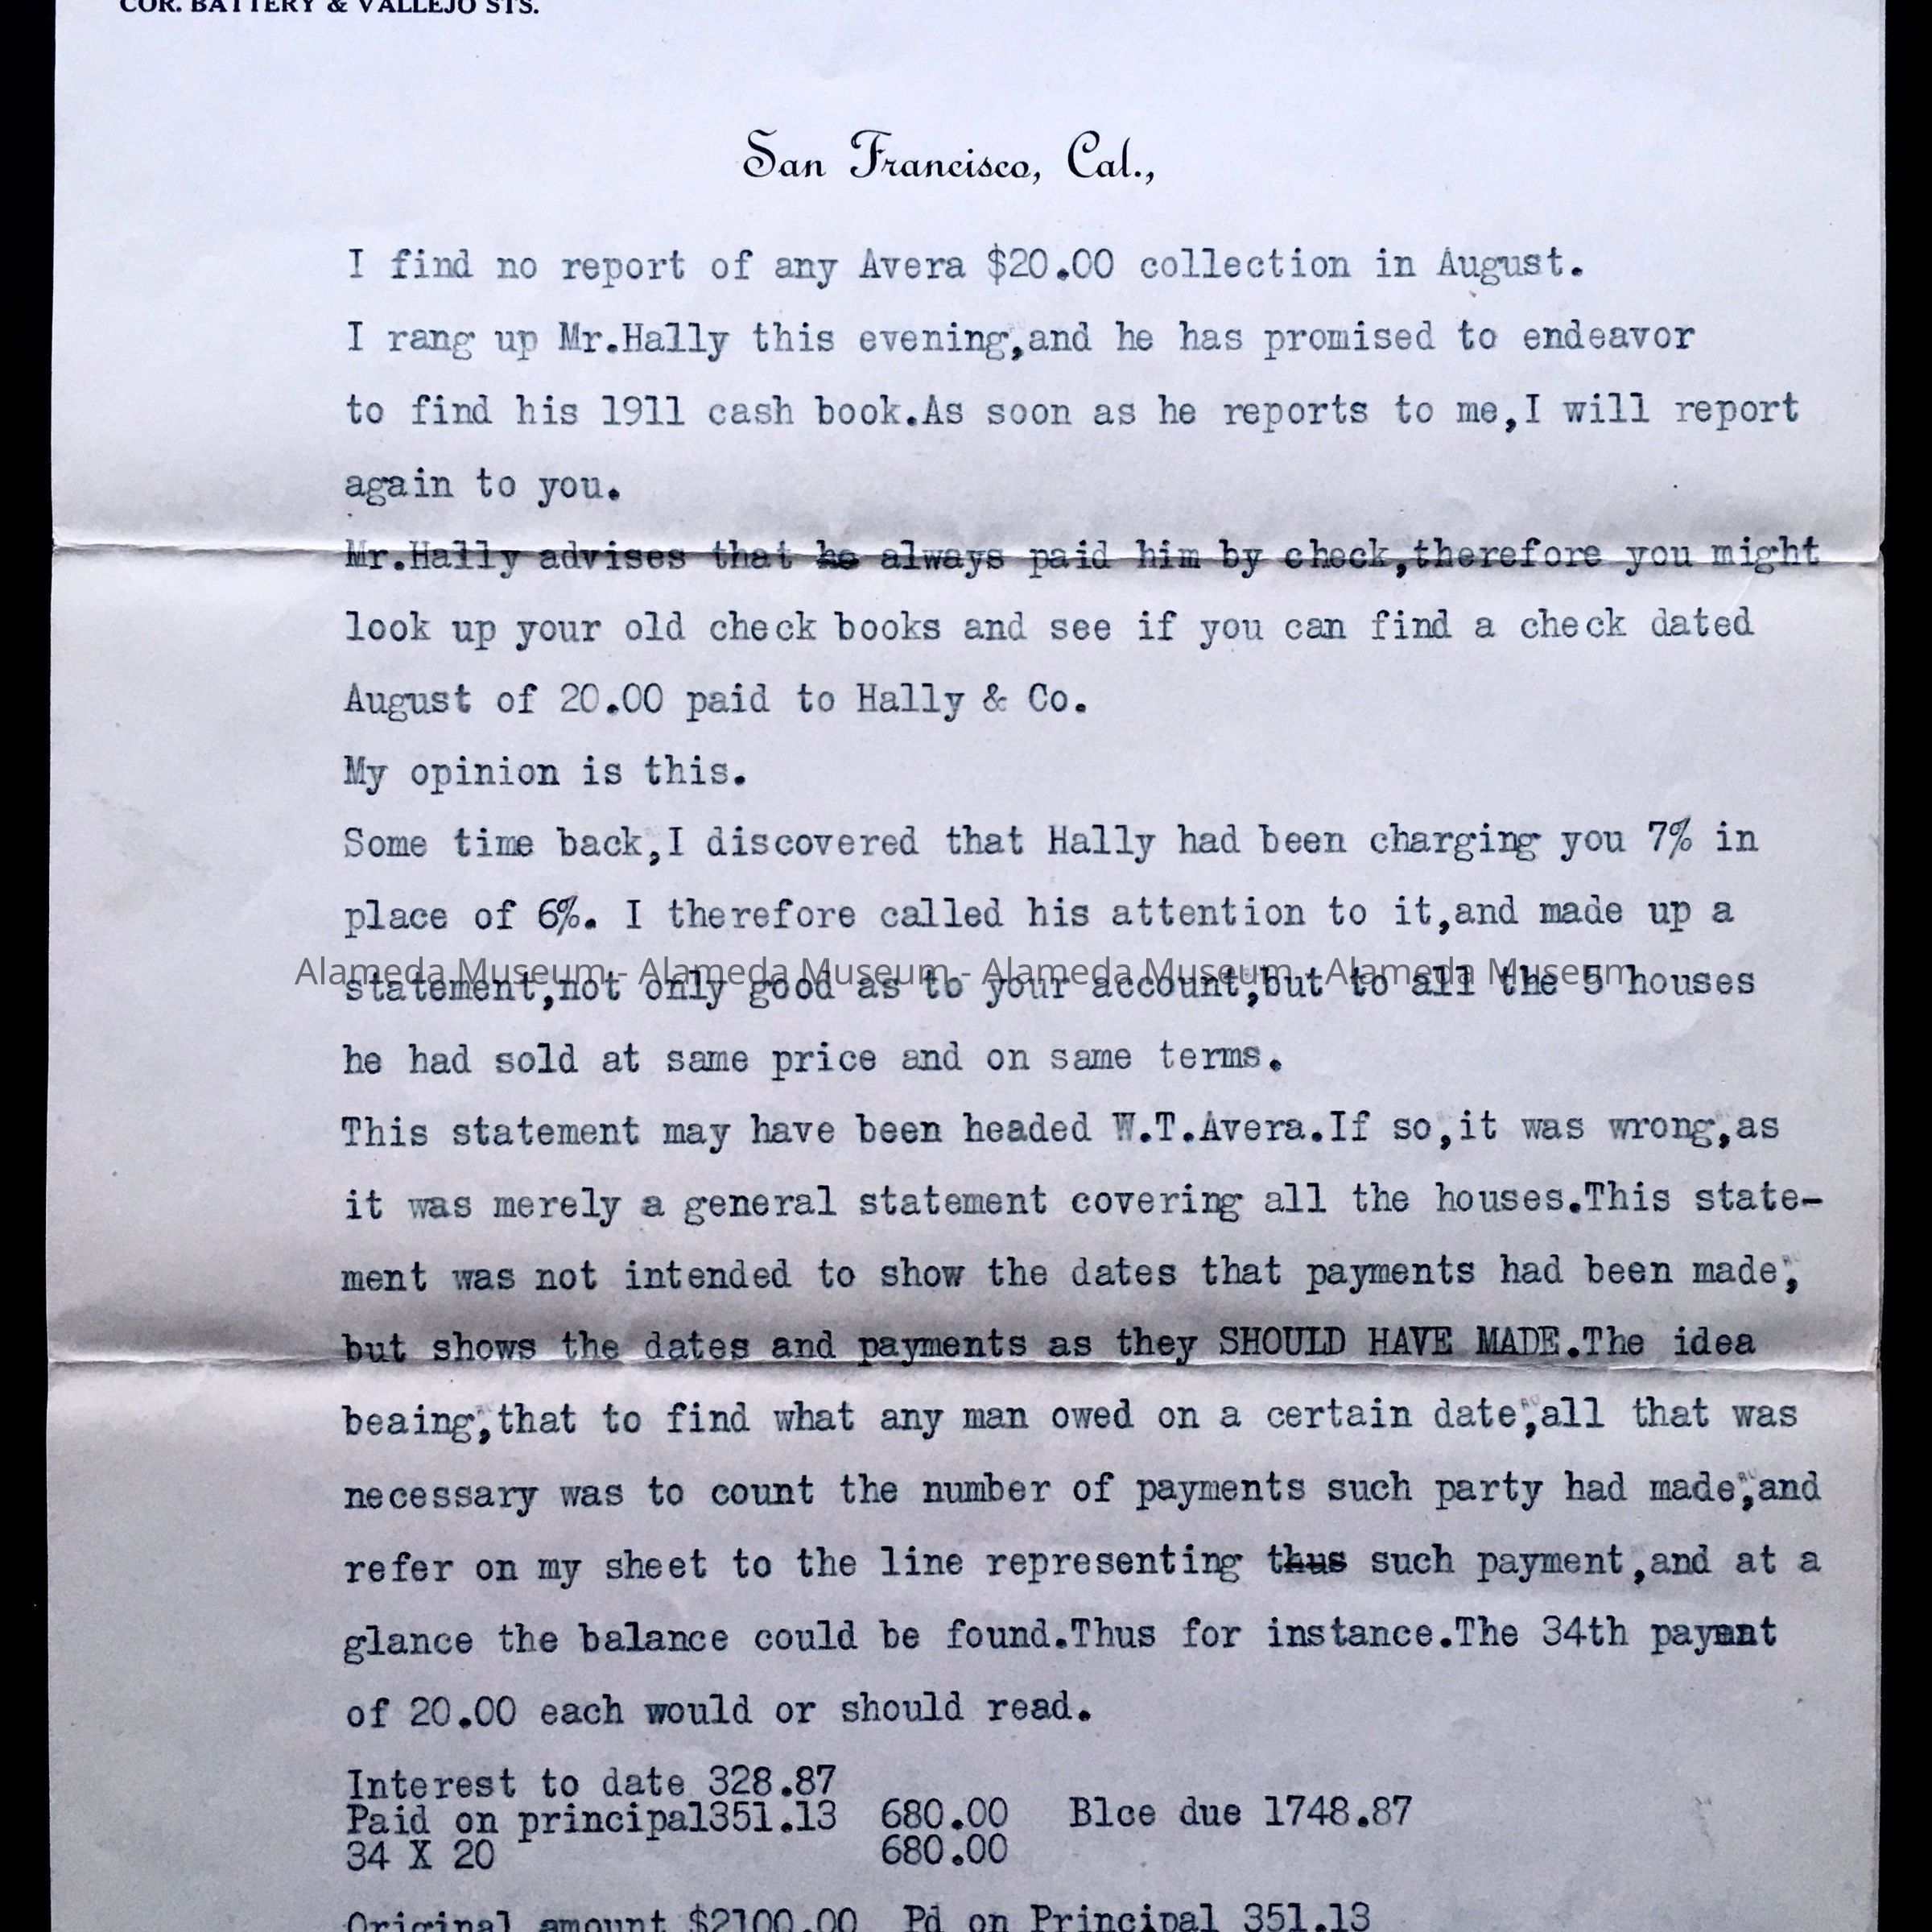 COR. BATTERY & VALLEJO STS.
San Francisco, Cal.,
I find no report of any Avera $20.00 collection in August.
I rang up Mr.Hally this evening,and he has promised to endeavor
to find his 1911 cash book.As soon as he reports to me,I will report
again to you.
Mr.Hally advises that he always paid him by check,therefore you might
look up your old check books and see if you can find a check dated
August of 20.00 paid to Hally & Co.
My opinion is this.
Some time back,I discovered that Hally had been charging you 7% in
place of 6%. I therefore called his attention to it,and made up a
Alameda Museum - Alameda Museum - Alameda Museum - Alameda Museum
statement,not only good as to your account,but to all the 5 houses
he had sold at same price and on same terms.
This statement may have been headed W.T.Avera.If so,it was wrong,as
it was merely a general statement covering all the houses.This state-
ment was not intended to show the dates that payments had been made,
but shows the dates and payments as they SHOULD HAVE MADE.The idea
beaing,that to find what any man owed on a certain date,all that was
necessary was to count the number of payments such party had made,and
refer on my sheet to the line representing thus such payment,and at a
glance the balance could be found.Thus for instance.The 34th
of 20.00 each would or should read.
Interest to date 328.87
Paid on principal351.13 680.00 Blce due 1748.87
34 X 20 680.00
Original amount $2100.00 Pd on Principal 351.13